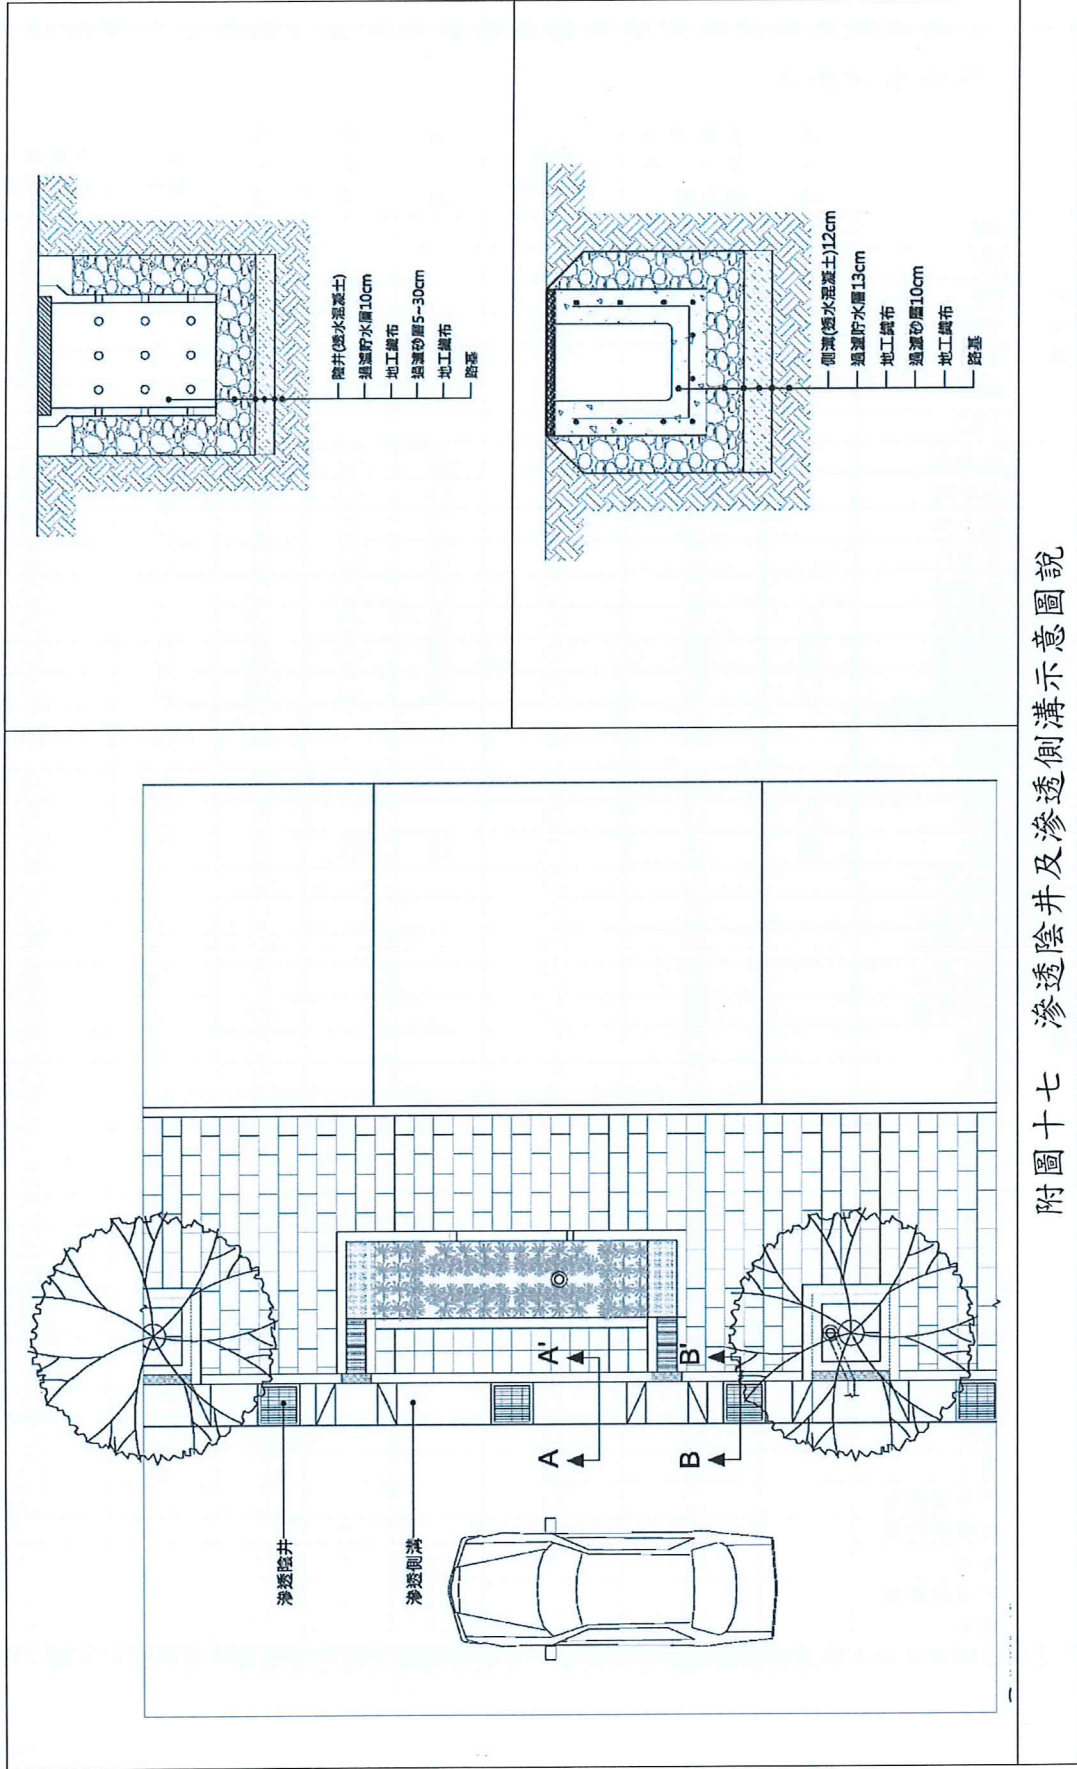 陰井(透水混凝土)
過濾貯水層10cm
地工織布
過濾砂層5~30cm
地工織布
路基
側溝(透水混凝土)12cm
過濾貯水層13cm
地工織布
過濾砂層10cm
地工織布
路基
滲透陰井
滲透側溝
A
A'
B
B'
附圖十七 滲透陰井及滲透側溝示意圖說